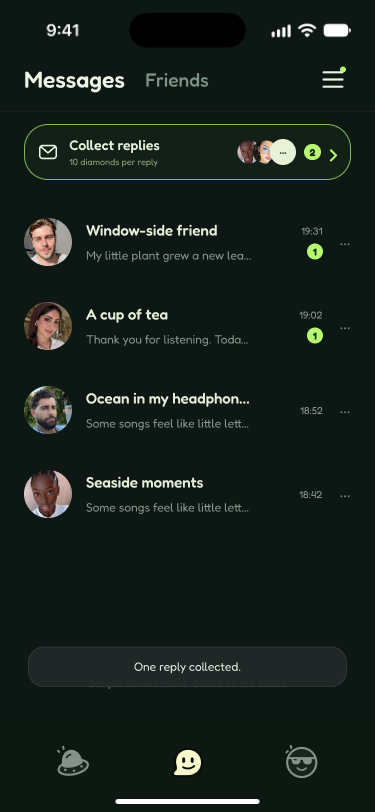 9:41
Messages Friends
Collect replies
10 diamonds per reply
2
Window-side friend
19:31
My little plant grew a new lea...
1
A cup of tea
19:02
Thank you for listening. Toda...
1
Ocean in my headphon...
18:52
Some songs feel like little lett...
Seaside moments
18:42
Some songs feel like little lett...
One reply collected.